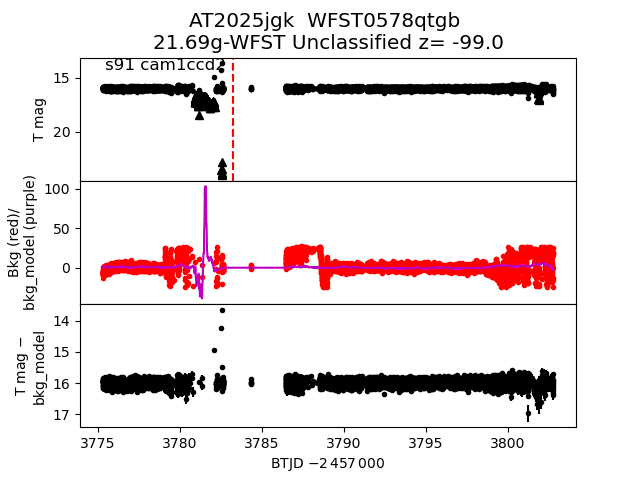 AT2025jgk  WFST0578qtgb
21.69g-WFST Unclassified z= -99.0
s91 cam1ccd2
15
20
T mag
100
50
0
Bkg (red)/
bkg_model (purple)
14
15
16
17
T mag −
bkg_model
3775
3780
3785
3790
3795
3800
BTJD −2 457 000